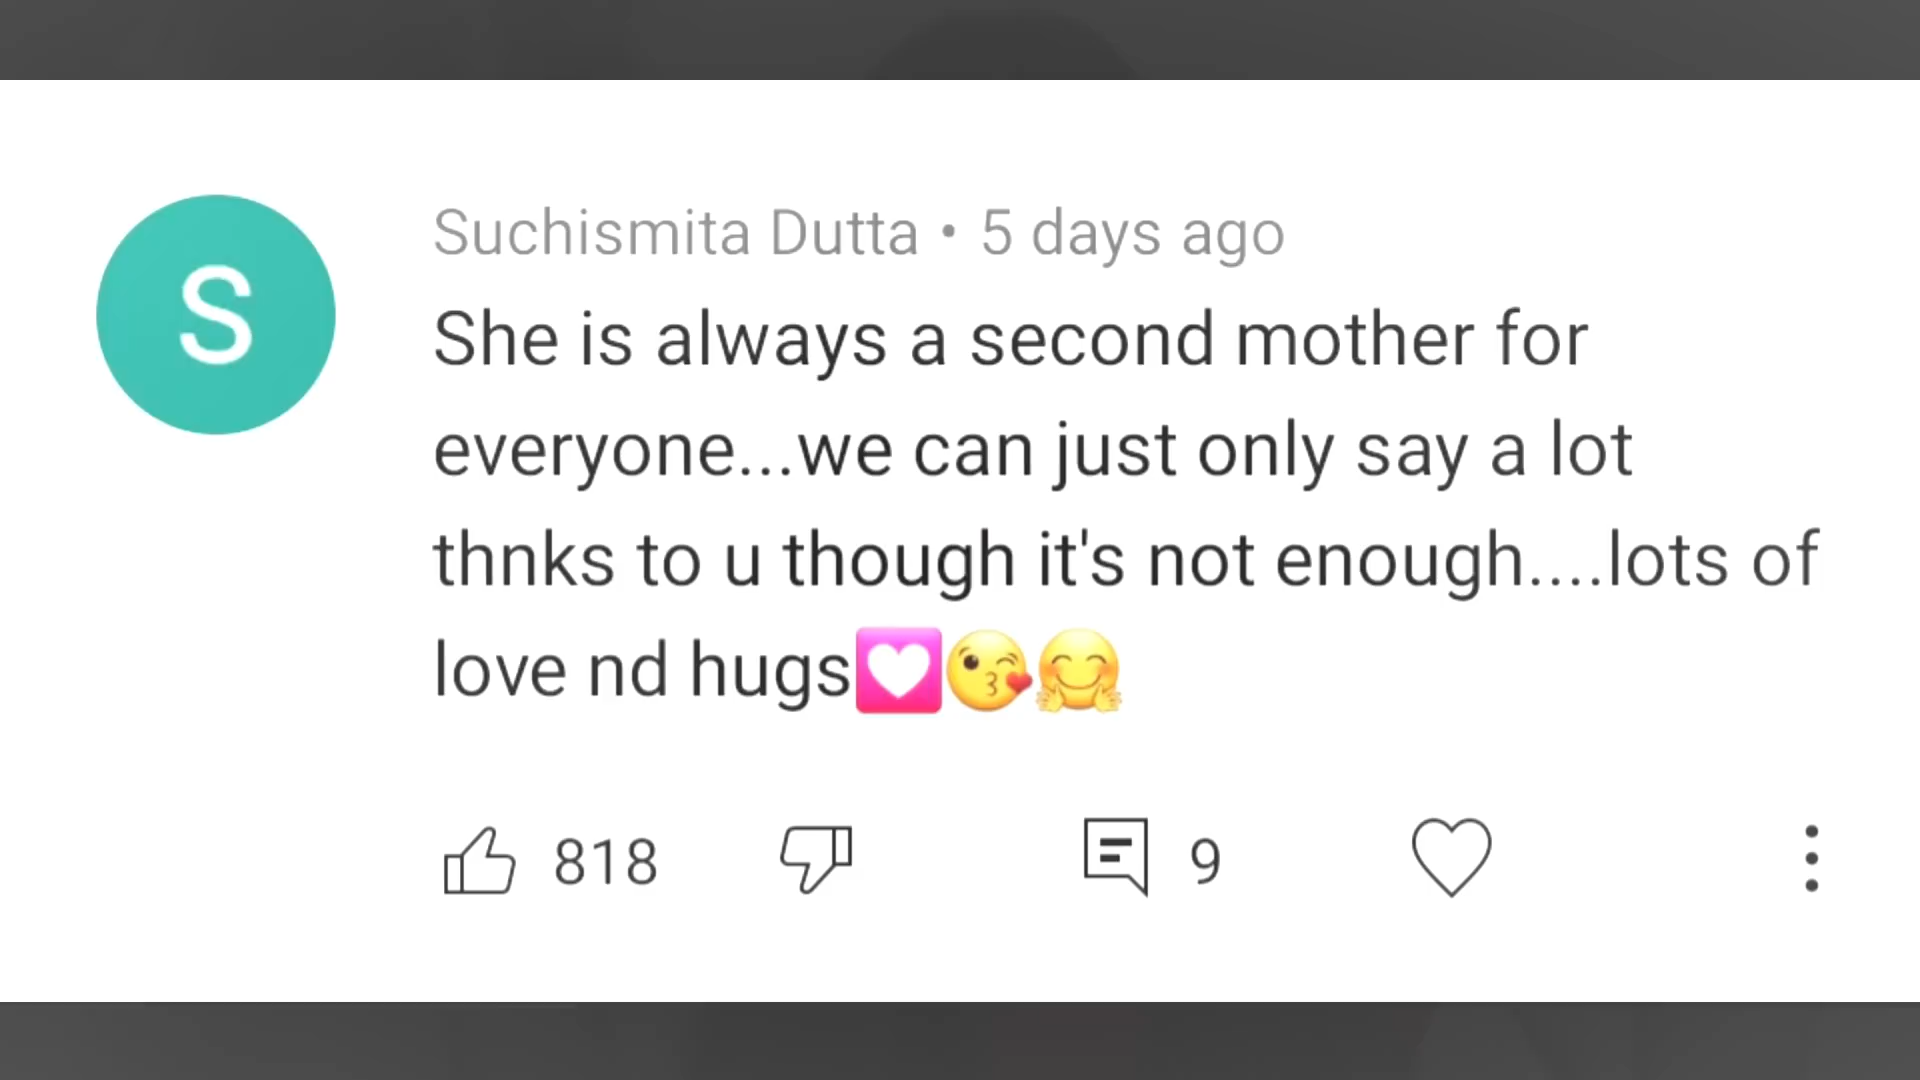 S
Suchismita Dutta • 5 days ago
She is always a second mother for
everyone...we can just only say a lot
thnks to u though it's not enough....lots of
love nd hugs💟😘🤗
818
9